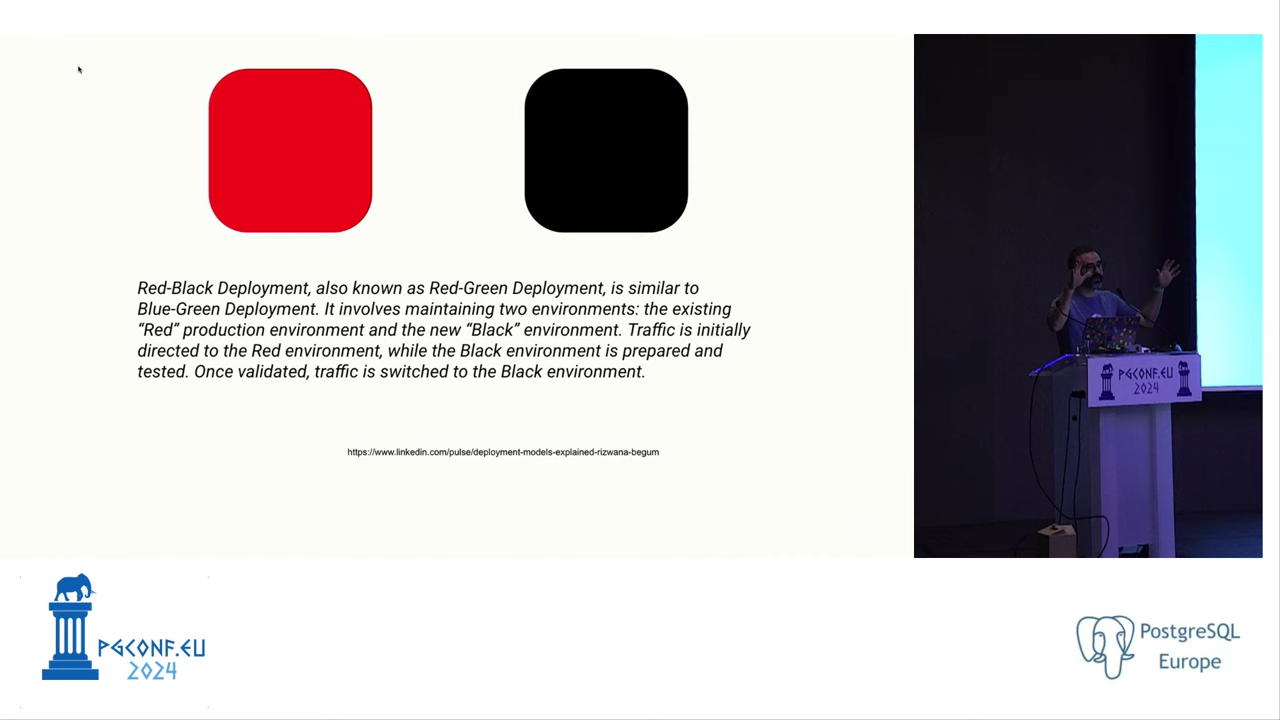 Red-Black Deployment, also known as Red-Green Deployment, is similar to
Blue-Green Deployment. It involves maintaining two environments: the existing
“Red” production environment and the new “Black” environment. Traffic is initially
directed to the Red environment, while the Black environment is prepared and
tested. Once validated, traffic is switched to the Black environment.
https://www.linkedin.com/pulse/deployment-models-explained-rizwana-begum
PGCONF.EU
2024
PGCONF.EU
2024
PostgreSQL
Europe